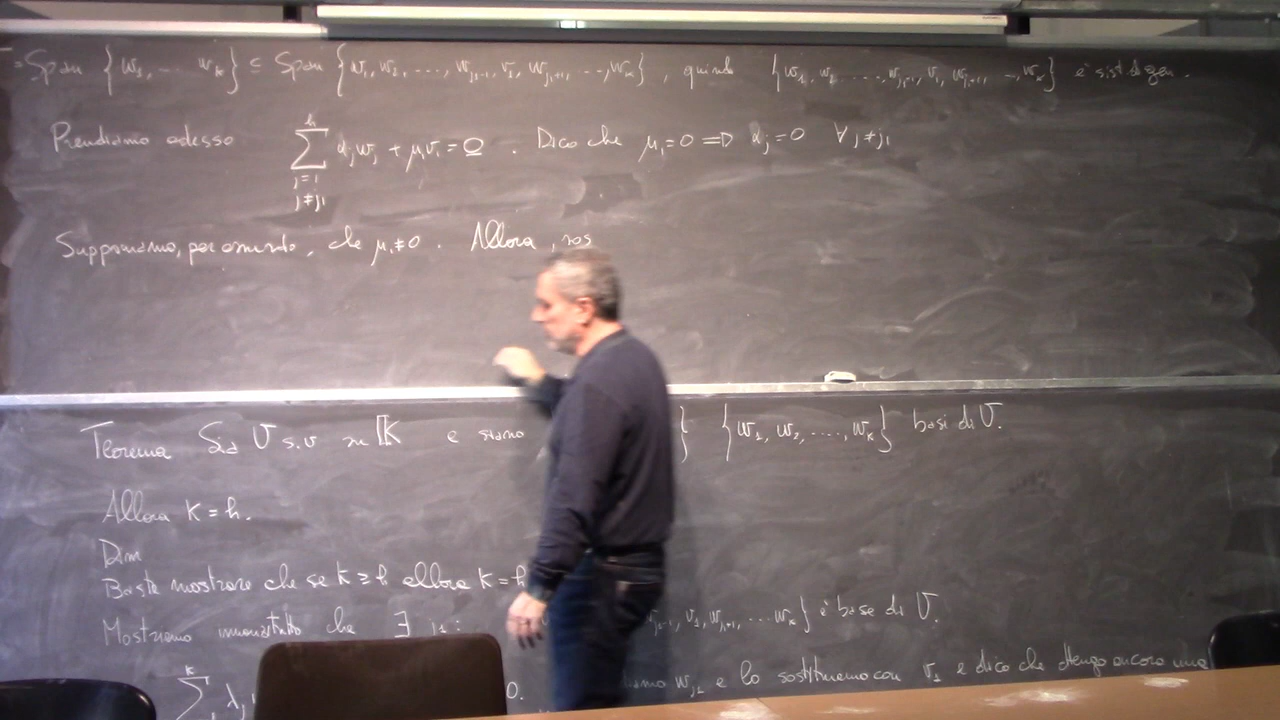 = Span {w₁, ... w_k} ⊆ Span {w₁, w₂, ..., w_{j₁-1}, v₁, w_{j₁+1}, ..., w_k}, quindi {w₁, w₂, ..., w_{j₁-1}, v₁, w_{j₁+1}, ..., w_k} è sist. di gen.
Prendiamo adesso ∑_{j=1, j≠j₁}^{k} α_j w_j + μ₁v₁ = 0. Dico che μ₁=0 ⇒ α_j=0 ∀ j≠j₁
Supponiamo, per assurdo, che μ₁≠0. Allora,
Teorema Sia V s.v su 𝕂 e siano } {w₁, w₂, ...., w_k} basi di V.
Allora K = h.
Dim
Basta mostrare che se K ≥ h allora K = h
Mostriamo innanzitutto che ∃ j₁: w_{j₁-1}, v₁, w_{j₁+1}, ... w_k} è base di V.
∑^{k} λ_j 0. w_{j₁} e lo sostituiamo con v₁ e dico che ottengo ancora una